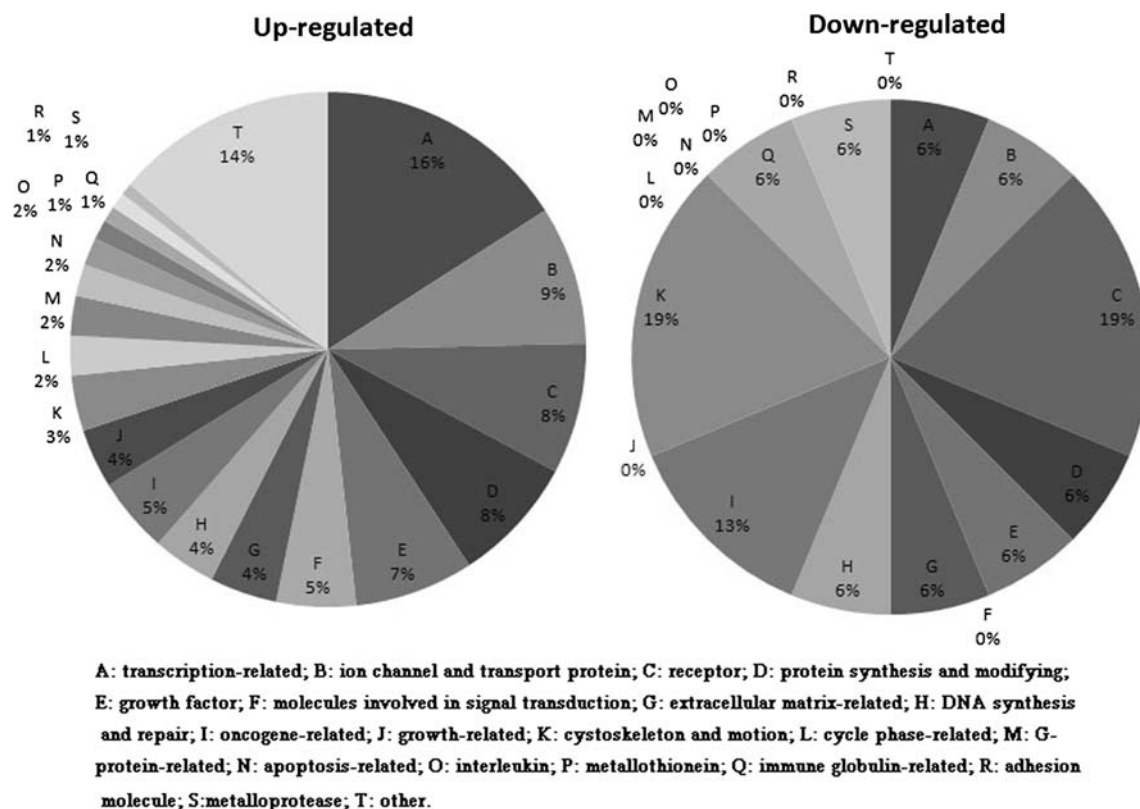 Up-regulated
A
16%
B
9%
C
8%
D
8%
E
7%
F
5%
G
4%
H
4%
I
5%
J
4%
K
3%
L
2%
M
2%
N
2%
O
2%
P
1%
Q
1%
R
1%
S
1%
T
14%
Down-regulated
A
6%
B
6%
C
19%
D
6%
E
6%
F
0%
G
6%
H
6%
I
13%
J
0%
K
19%
L
0%
M
0%
N
0%
O
0%
P
0%
Q
6%
R
0%
S
6%
T
0%
A: transcription-related; B: ion channel and transport protein; C: receptor; D: protein synthesis and modifying;
E: growth factor; F: molecules involved in signal transduction; G: extracellular matrix-related; H: DNA synthesis
and repair; I: oncogene-related; J: growth-related; K: cystoskeleton and motion; L: cycle phase-related; M: G-
protein-related; N: apoptosis-related; O: interleukin; P: metallothionein; Q: immune globulin-related; R: adhesion
molecule; S:metalloprotease; T: other.